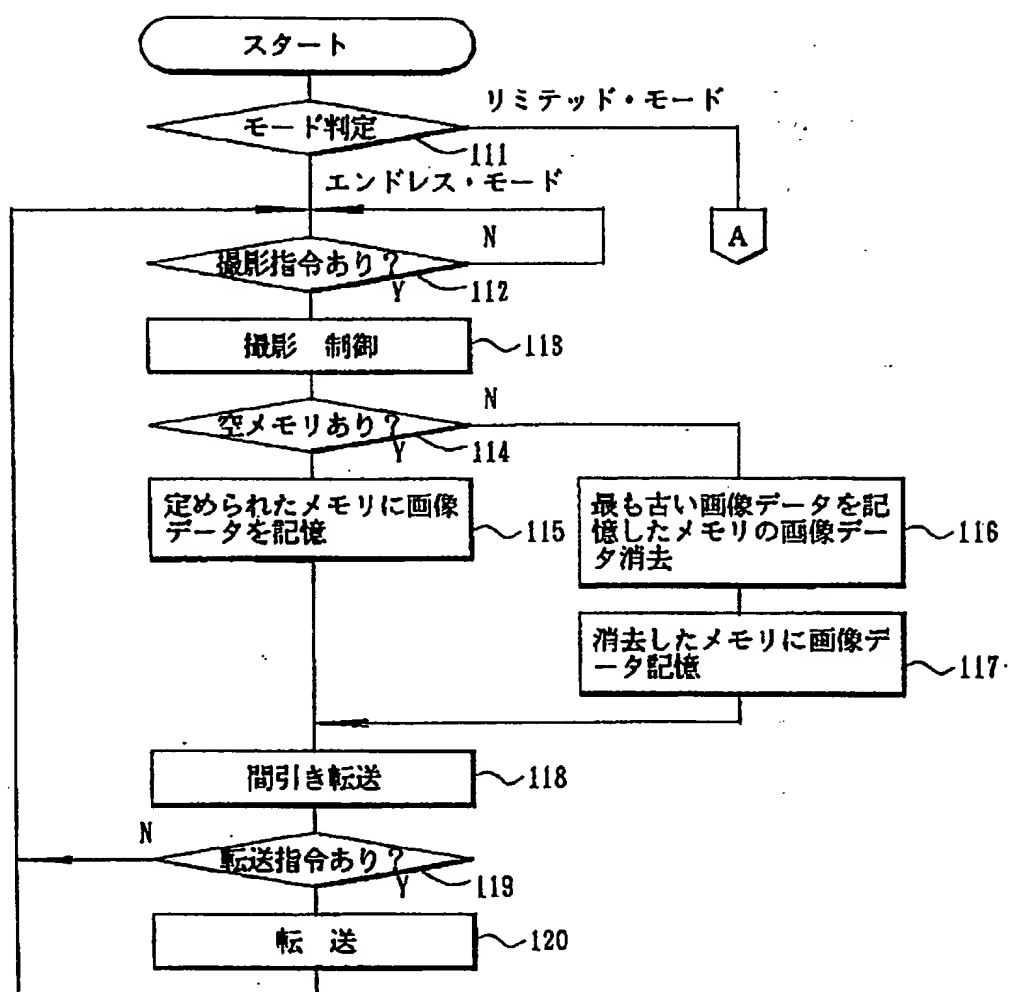 スタート
リミテッド・モード
モード判定
111
エンドレス・モード
A
N
撮影指令あり?
Y
112
撮影 制御
113
N
空メモリあり?
Y
114
定められたメモリに画像
データを記憶
115
最も古い画像データを記
憶したメモリの画像デー
タ消去
116
消去したメモリに画像デ
ータ記憶
117
間引き転送
118
N
転送指令あり?
Y
119
転 送
120